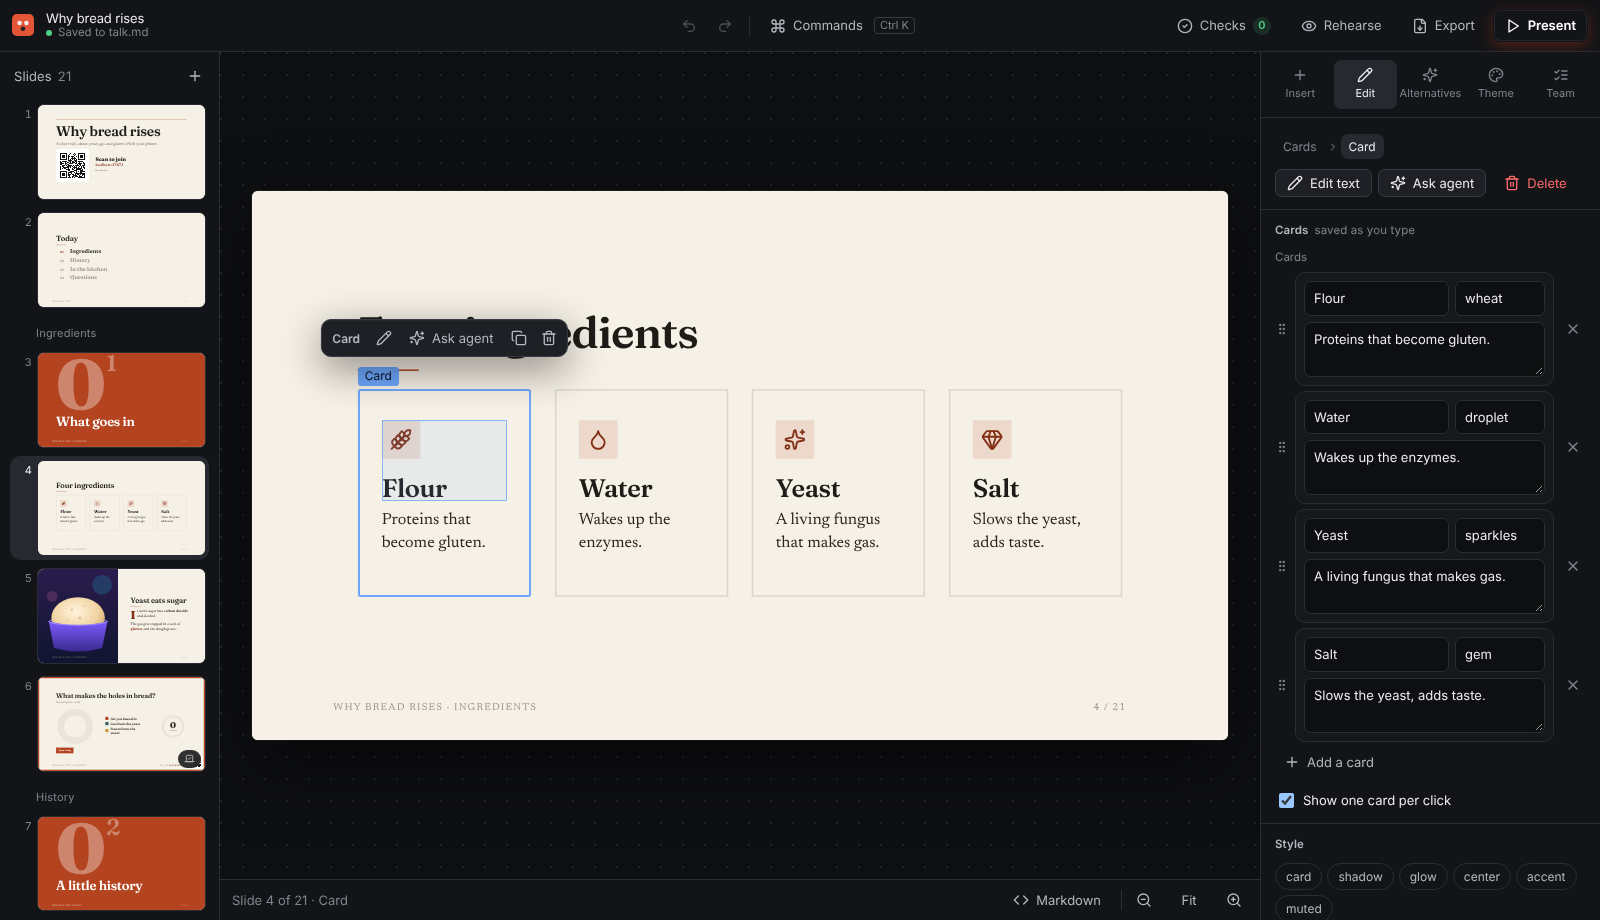 Why bread rises
Saved to talk.md
Commands
Ctrl K
Checks 0
Rehearse
Export
Present
Slides 21
1
Why bread rises
Scan to join
2
Today
Ingredients
History
In the kitchen
Questions
Ingredients
3
01
What goes in
4
Four ingredients
Flour
Water
Yeast
Salt
5
Yeast eats sugar
6
What makes the holes in bread?
0
History
7
02
A little history
Card
Ask agent
edients
Card
Flour
Proteins that
become gluten.
Water
Wakes up the
enzymes.
Yeast
A living fungus
that makes gas.
Salt
Slows the yeast,
adds taste.
WHY BREAD RISES · INGREDIENTS
4 / 21
Slide 4 of 21 · Card
Markdown
Fit
Insert
Edit
Alternatives
Theme
Team
Cards
Card
Edit text
Ask agent
Delete
Cards saved as you type
Cards
Flour
wheat
Proteins that become gluten.
Water
droplet
Wakes up the enzymes.
Yeast
sparkles
A living fungus that makes gas.
Salt
gem
Slows the yeast, adds taste.
Add a card
Show one card per click
Style
card
shadow
glow
center
accent
muted